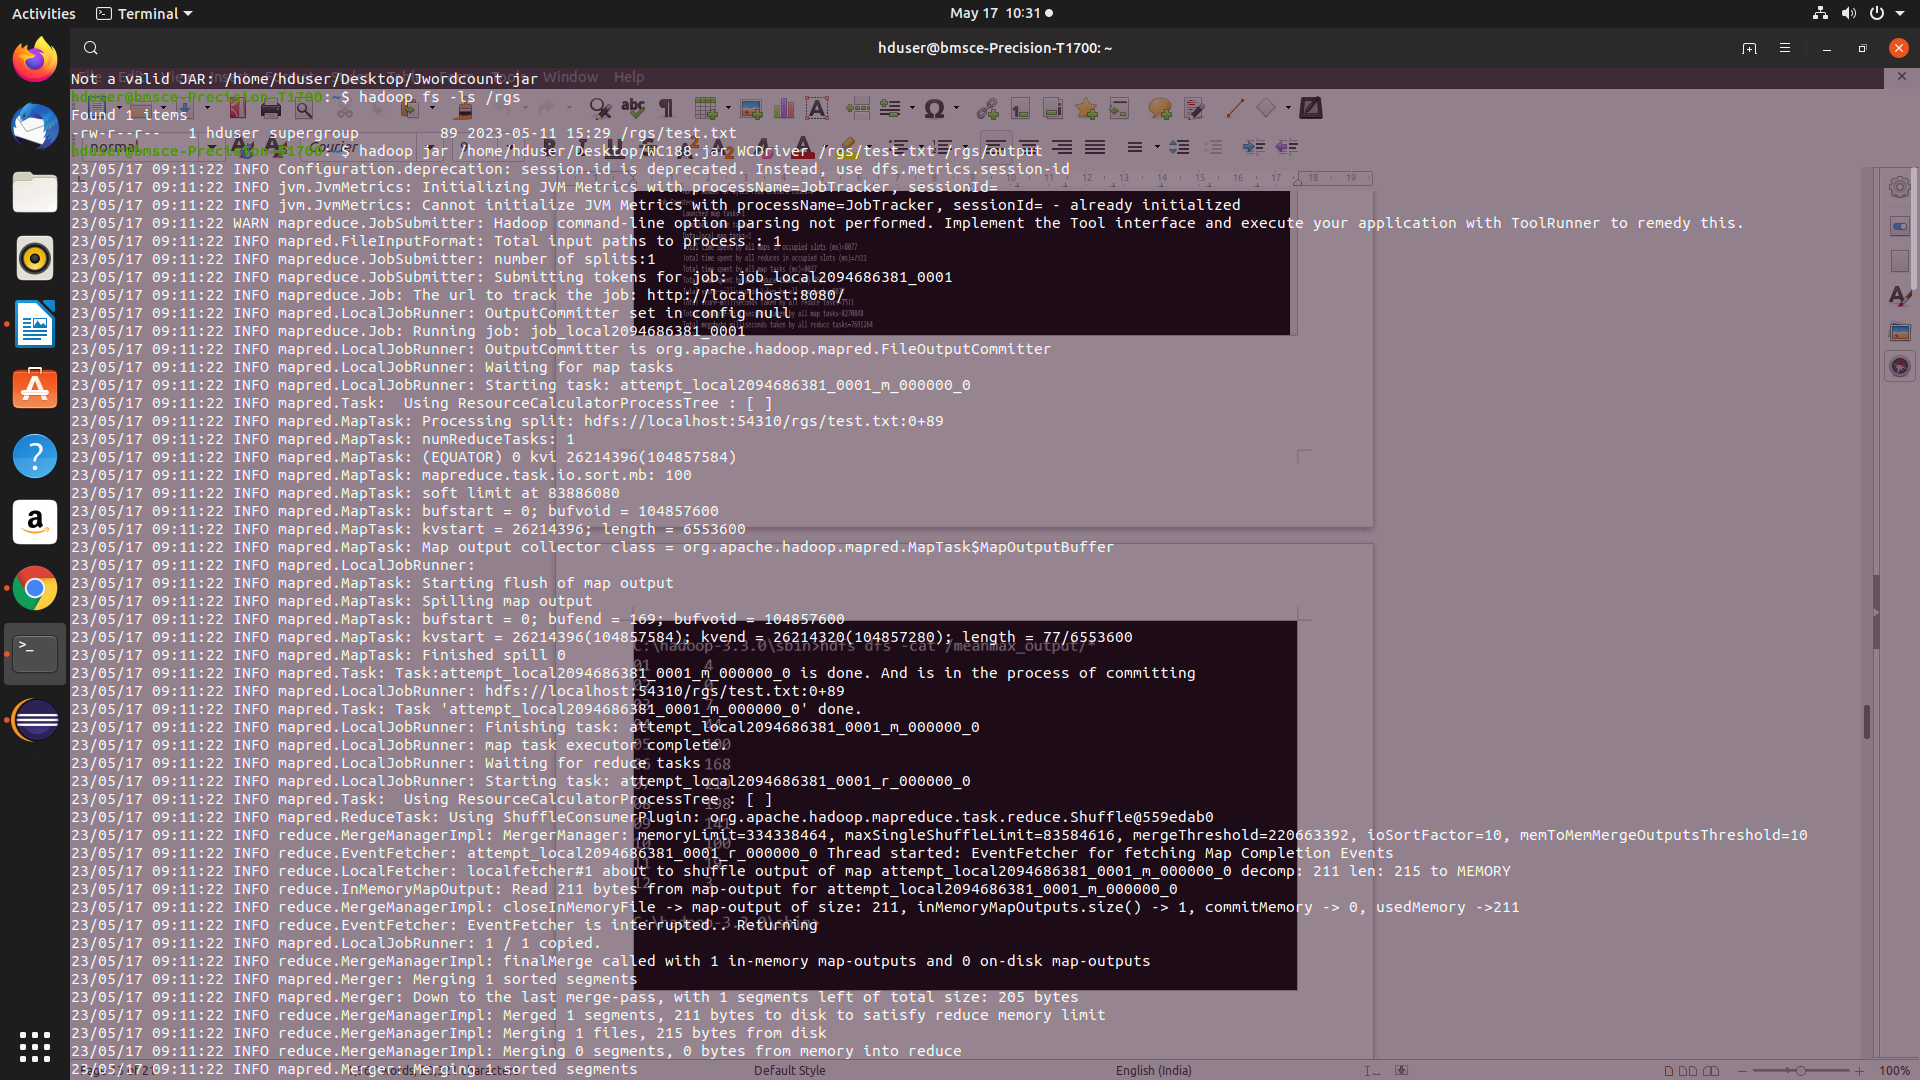 Activities Terminal May 17 10:31
hduser@bmsce-Precision-T1700: ~
Not a valid JAR: /home/hduser/Desktop/Jwordcount.jar
Window Help
hduser@bmsce-Precision-T1700:~$ hadoop fs -ls /rgs
Found 1 items
-rw-r--r--   1 hduser supergroup         89 2023-05-11 15:29 /rgs/test.txt
hduser@bmsce-Precision-T1700:~$ hadoop jar /home/hduser/Desktop/WC188.jar WCDriver /rgs/test.txt /rgs/output
23/05/17 09:11:22 INFO Configuration.deprecation: session.id is deprecated. Instead, use dfs.metrics.session-id
23/05/17 09:11:22 INFO jvm.JvmMetrics: Initializing JVM Metrics with processName=JobTracker, sessionId=
23/05/17 09:11:22 INFO jvm.JvmMetrics: Cannot initialize JVM Metrics with processName=JobTracker, sessionId= - already initialized
23/05/17 09:11:22 WARN mapreduce.JobSubmitter: Hadoop command-line option parsing not performed. Implement the Tool interface and execute your application with ToolRunner to remedy this.
23/05/17 09:11:22 INFO mapred.FileInputFormat: Total input paths to process : 1
23/05/17 09:11:22 INFO mapreduce.JobSubmitter: number of splits:1
23/05/17 09:11:22 INFO mapreduce.JobSubmitter: Submitting tokens for job: job_local2094686381_0001
23/05/17 09:11:22 INFO mapreduce.Job: The url to track the job: http://localhost:8080/
23/05/17 09:11:22 INFO mapred.LocalJobRunner: OutputCommitter set in config null
23/05/17 09:11:22 INFO mapreduce.Job: Running job: job_local2094686381_0001
23/05/17 09:11:22 INFO mapred.LocalJobRunner: OutputCommitter is org.apache.hadoop.mapred.FileOutputCommitter
23/05/17 09:11:22 INFO mapred.LocalJobRunner: Waiting for map tasks
23/05/17 09:11:22 INFO mapred.LocalJobRunner: Starting task: attempt_local2094686381_0001_m_000000_0
23/05/17 09:11:22 INFO mapred.Task:  Using ResourceCalculatorProcessTree : [ ]
23/05/17 09:11:22 INFO mapred.MapTask: Processing split: hdfs://localhost:54310/rgs/test.txt:0+89
23/05/17 09:11:22 INFO mapred.MapTask: numReduceTasks: 1
23/05/17 09:11:22 INFO mapred.MapTask: (EQUATOR) 0 kvi 26214396(104857584)
23/05/17 09:11:22 INFO mapred.MapTask: mapreduce.task.io.sort.mb: 100
23/05/17 09:11:22 INFO mapred.MapTask: soft limit at 83886080
23/05/17 09:11:22 INFO mapred.MapTask: bufstart = 0; bufvoid = 104857600
23/05/17 09:11:22 INFO mapred.MapTask: kvstart = 26214396; length = 6553600
23/05/17 09:11:22 INFO mapred.MapTask: Map output collector class = org.apache.hadoop.mapred.MapTask$MapOutputBuffer
23/05/17 09:11:22 INFO mapred.LocalJobRunner:
23/05/17 09:11:22 INFO mapred.MapTask: Starting flush of map output
23/05/17 09:11:22 INFO mapred.MapTask: Spilling map output
23/05/17 09:11:22 INFO mapred.MapTask: bufstart = 0; bufend = 169; bufvoid = 104857600
23/05/17 09:11:22 INFO mapred.MapTask: kvstart = 26214396(104857584); kvend = 26214320(104857280); length = 77/6553600
C:\hadoop-3.3.0\sbin>hdfs dfs -cat /meanmax_output/*
23/05/17 09:11:22 INFO mapred.MapTask: Finished spill 0
23/05/17 09:11:22 INFO mapred.Task: Task:attempt_local2094686381_0001_m_000000_0 is done. And is in the process of committing
23/05/17 09:11:22 INFO mapred.LocalJobRunner: hdfs://localhost:54310/rgs/test.txt:0+89
23/05/17 09:11:22 INFO mapred.Task: Task 'attempt_local2094686381_0001_m_000000_0' done.
23/05/17 09:11:22 INFO mapred.LocalJobRunner: Finishing task: attempt_local2094686381_0001_m_000000_0
23/05/17 09:11:22 INFO mapred.LocalJobRunner: map task executor complete.
23/05/17 09:11:22 INFO mapred.LocalJobRunner: Waiting for reduce tasks
168
23/05/17 09:11:22 INFO mapred.LocalJobRunner: Starting task: attempt_local2094686381_0001_r_000000_0
23/05/17 09:11:22 INFO mapred.Task:  Using ResourceCalculatorProcessTree : [ ]
23/05/17 09:11:22 INFO mapred.ReduceTask: Using ShuffleConsumerPlugin: org.apache.hadoop.mapreduce.task.reduce.Shuffle@559edab0
23/05/17 09:11:22 INFO reduce.MergeManagerImpl: MergerManager: memoryLimit=334338464, maxSingleShuffleLimit=83584616, mergeThreshold=220663392, ioSortFactor=10, memToMemMergeOutputsThreshold=10
23/05/17 09:11:22 INFO reduce.EventFetcher: attempt_local2094686381_0001_r_000000_0 Thread started: EventFetcher for fetching Map Completion Events
23/05/17 09:11:22 INFO reduce.LocalFetcher: localfetcher#1 about to shuffle output of map attempt_local2094686381_0001_m_000000_0 decomp: 211 len: 215 to MEMORY
23/05/17 09:11:22 INFO reduce.InMemoryMapOutput: Read 211 bytes from map-output for attempt_local2094686381_0001_m_000000_0
23/05/17 09:11:22 INFO reduce.MergeManagerImpl: closeInMemoryFile -> map-output of size: 211, inMemoryMapOutputs.size() -> 1, commitMemory -> 0, usedMemory ->211
23/05/17 09:11:22 INFO reduce.EventFetcher: EventFetcher is interrupted.. Returning
23/05/17 09:11:22 INFO mapred.LocalJobRunner: 1 / 1 copied.
23/05/17 09:11:22 INFO reduce.MergeManagerImpl: finalMerge called with 1 in-memory map-outputs and 0 on-disk map-outputs
23/05/17 09:11:22 INFO mapred.Merger: Merging 1 sorted segments
23/05/17 09:11:22 INFO mapred.Merger: Down to the last merge-pass, with 1 segments left of total size: 205 bytes
23/05/17 09:11:22 INFO reduce.MergeManagerImpl: Merged 1 segments, 211 bytes to disk to satisfy reduce memory limit
23/05/17 09:11:22 INFO reduce.MergeManagerImpl: Merging 1 files, 215 bytes from disk
23/05/17 09:11:22 INFO reduce.MergeManagerImpl: Merging 0 segments, 0 bytes from memory into reduce
23/05/17 09:11:22 INFO mapred.Merger: Merging 1 sorted segments
Default Style English (India) 100%